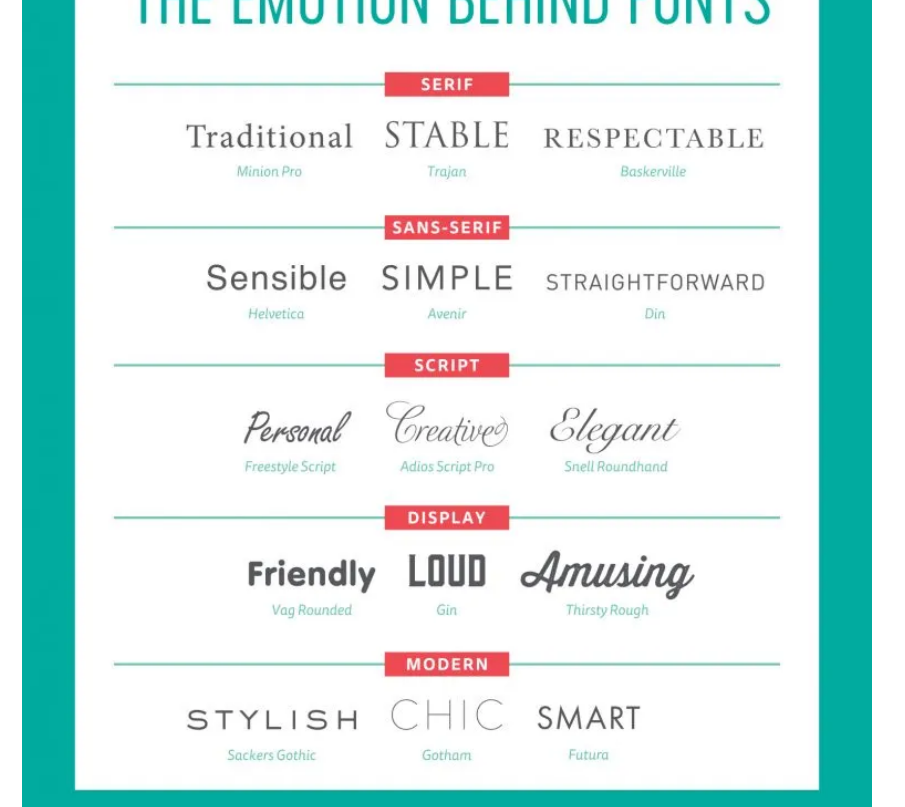 THE EMOTION BEHIND FONTS
SERIF
Traditional STABLE RESPECTABLE
Minion Pro Trajan Baskerville
SANS-SERIF
Sensible SIMPLE STRAIGHTFORWARD
Helvetica Avenir Din
SCRIPT
Personal Creative Elegant
Freestyle Script Adios Script Pro Snell Roundhand
DISPLAY
Friendly LOUD Amusing
Vag Rounded Gin Thirsty Rough
MODERN
STYLISH CHIC SMART
Sackers Gothic Gotham Futura